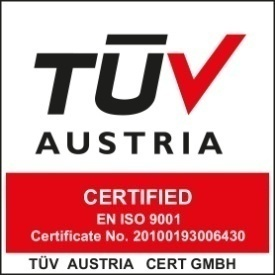 TÜV
AUSTRIA
CERTIFIED
EN ISO 9001
Certificate No. 20100193006430
TÜV AUSTRIA CERT GMBH